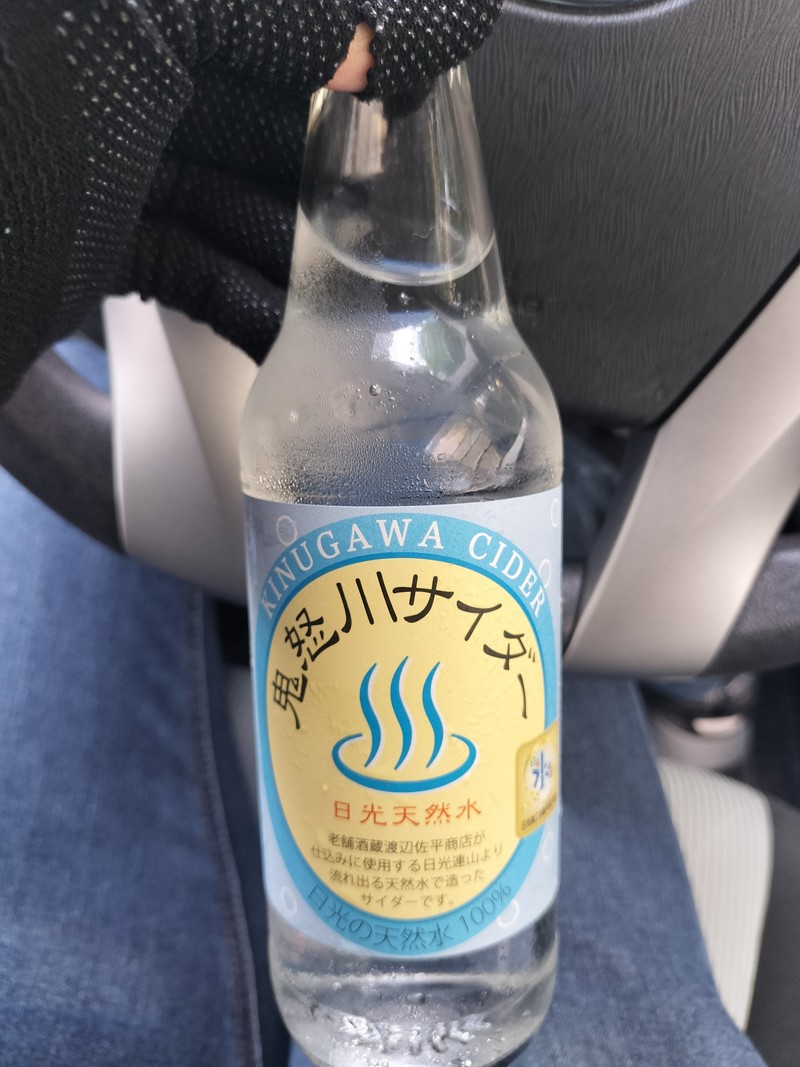 KINUGAWA CIDER
鬼怒川サイダー
水
日光天然水
老舗酒蔵渡辺佐平商店が
仕込みに使用する日光連山より
流れ出る天然水で造った
サイダーです。
日光の天然水 100%